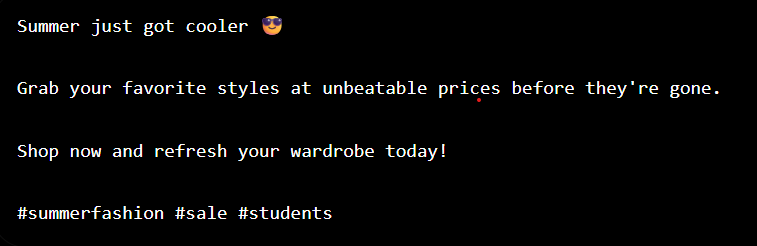 Summer just got cooler 😎
Grab your favorite styles at unbeatable prices before they're gone.
Shop now and refresh your wardrobe today!
#summerfashion #sale #students